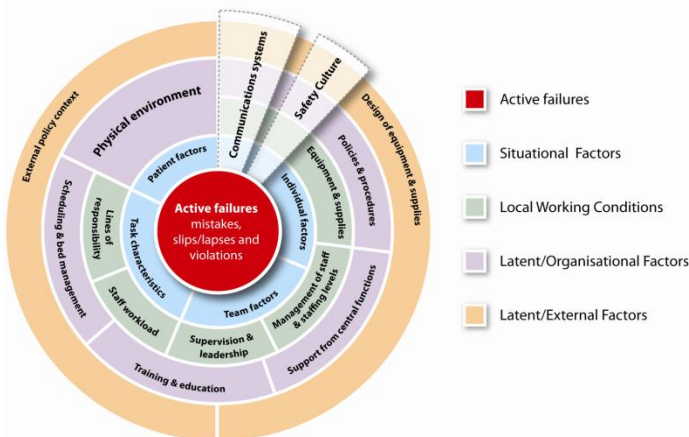 External policy context
Design of equipment & supplies
Communications systems
Safety Culture
Physical environment
Policies & procedures
Scheduling & bed management
Support from central functions
Training & education
Lines of
responsibility
Equipment & supplies
Staff workload
Supervision &
leadership
Management of staff
& staffing levels
Patient factors
Individual factors
Task characteristics
Team factors
Active failures
mistakes,
slips/lapses and
violations
Active failures
Situational Factors
Local Working Conditions
Latent/Organisational Factors
Latent/External Factors